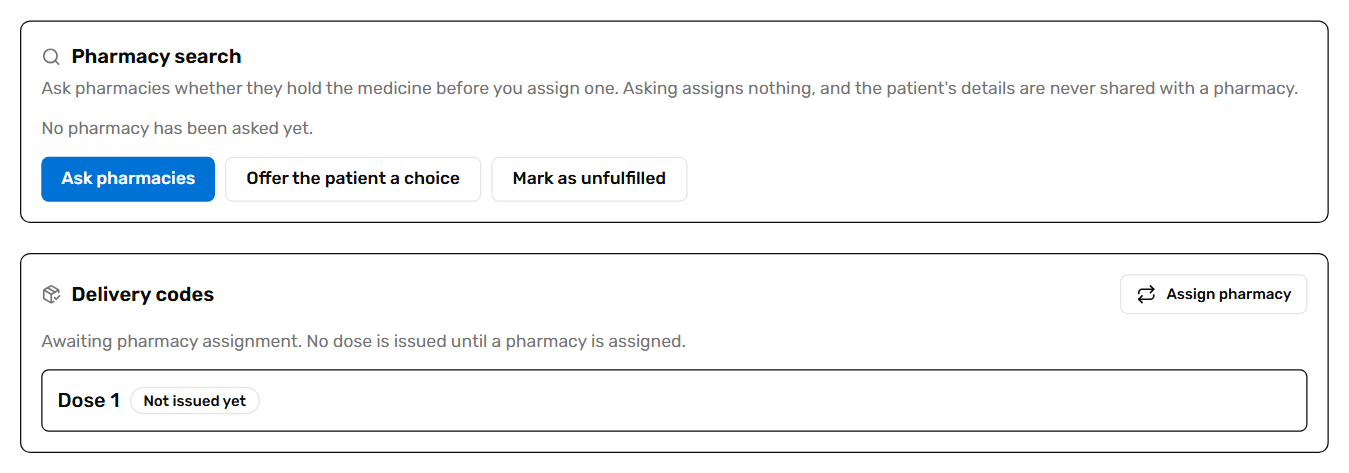 Pharmacy search
Ask pharmacies whether they hold the medicine before you assign one. Asking assigns nothing, and the patient's details are never shared with a pharmacy.
No pharmacy has been asked yet.
Ask pharmacies
Offer the patient a choice
Mark as unfulfilled
Delivery codes
Assign pharmacy
Awaiting pharmacy assignment. No dose is issued until a pharmacy is assigned.
Dose 1
Not issued yet